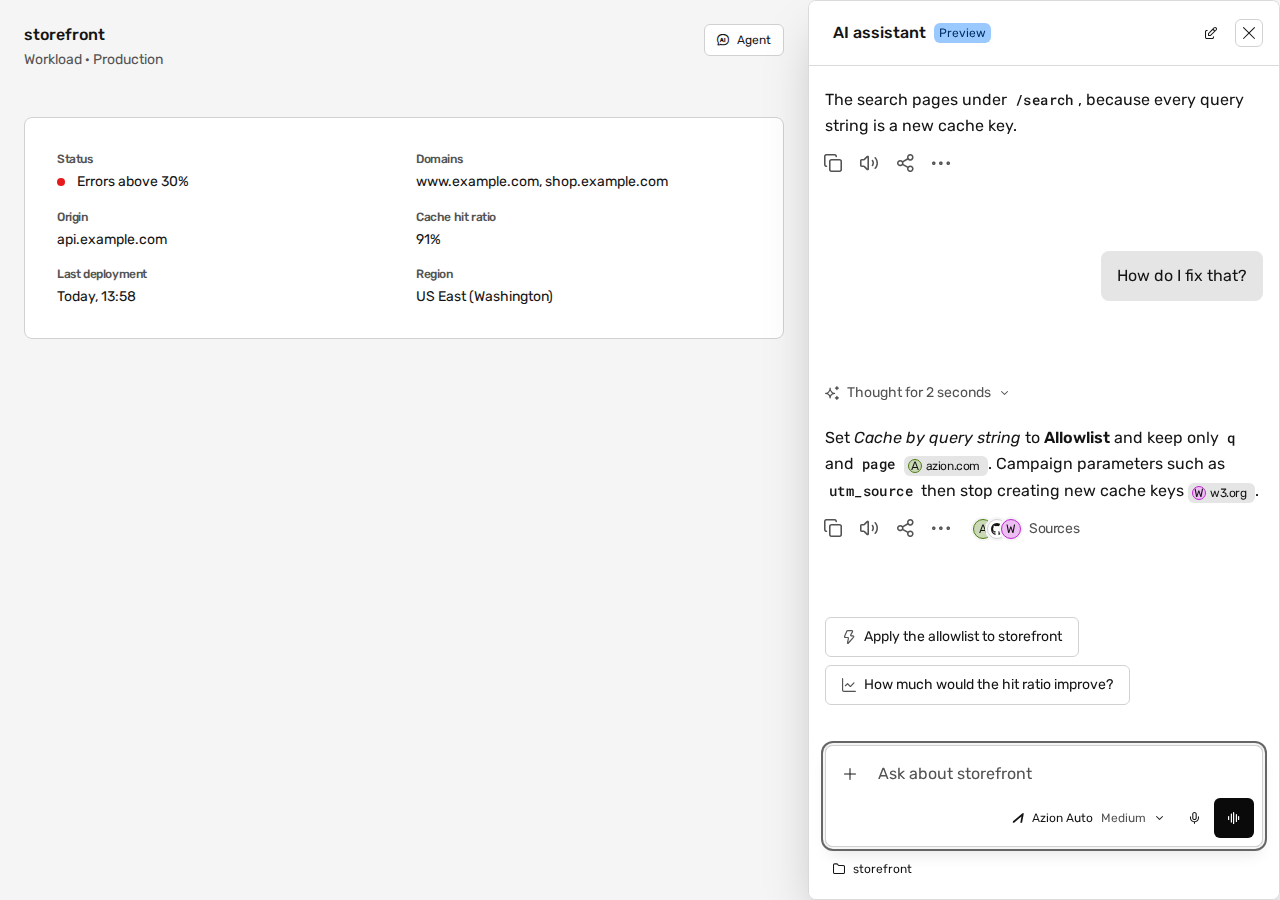 storefront
Workload • Production
Agent
Status
Errors above 30%
Domains
www.example.com, shop.example.com
Origin
api.example.com
Cache hit ratio
91%
Last deployment
Today, 13:58
Region
US East (Washington)
AI assistant
Preview
The search pages under /search, because every query
string is a new cache key.
How do I fix that?
Thought for 2 seconds
Set Cache by query string to Allowlist and keep only q
and page A azion.com. Campaign parameters such as
utm_source then stop creating new cache keys W w3.org.
A W Sources
Apply the allowlist to storefront
How much would the hit ratio improve?
Ask about storefront
Azion Auto Medium
storefront